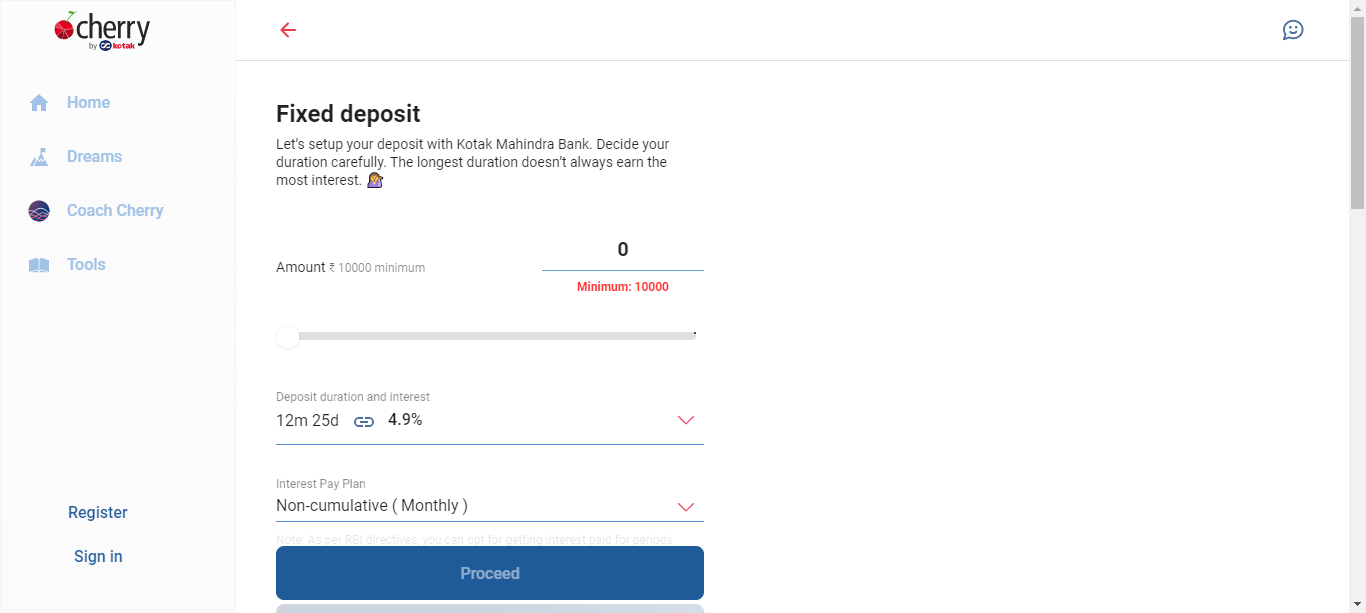 cherry
by kotak
Home
Dreams
Coach Cherry
Tools
Register
Sign in
Fixed deposit
Let’s setup your deposit with Kotak Mahindra Bank. Decide your
duration carefully. The longest duration doesn’t always earn the
most interest.
0
Amount ₹ 10000 minimum
Minimum: 10000
Deposit duration and interest
12m 25d 4.9%
Interest Pay Plan
Non-cumulative ( Monthly )
Note: As per RBI directives, you can opt for getting interest paid for periods
Proceed